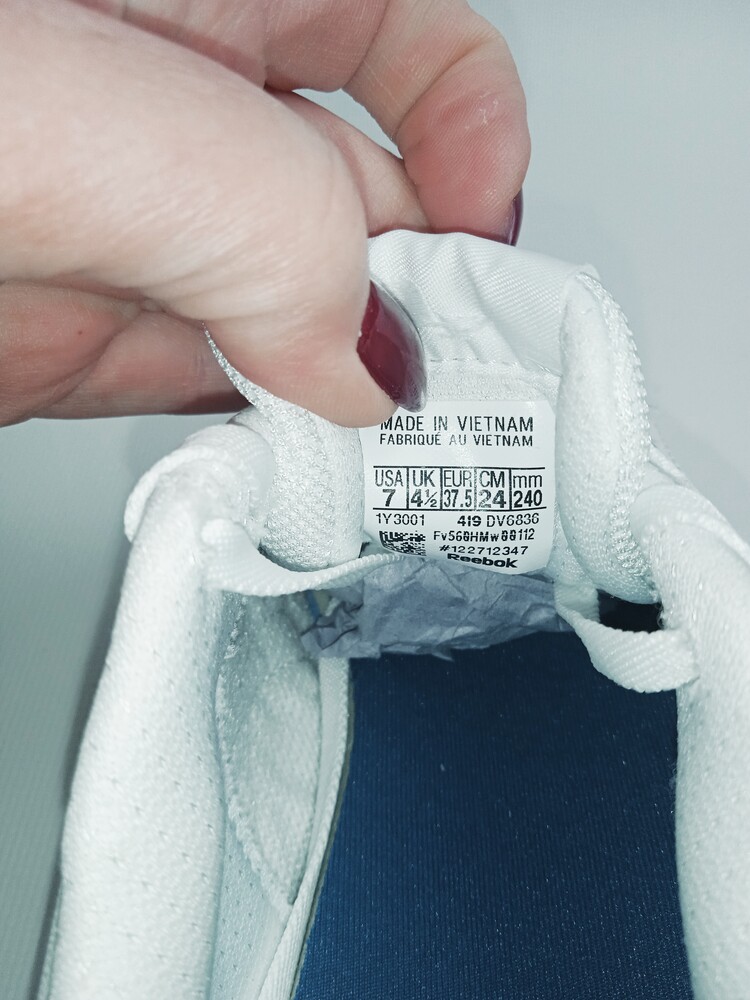 MADE IN VIETNAM
FABRIQUÉ AU VIETNAM
USA UK EUR CM mm
7 4½ 37.5 24 240
1Y3001 419 DV6836
#122712347
Reebok